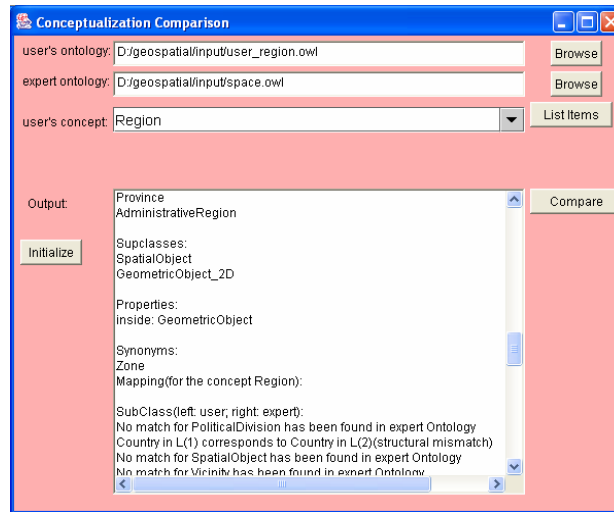 Conceptualization Comparison
user's ontology: D:/geospatial/input/user_region.owl Browse
expert ontology: D:/geospatial/input/space.owl Browse
user's concept: Region List Items
Output: Compare
Initialize
Province
AdministrativeRegion
Supclasses:
SpatialObject
GeometricObject_2D
Properties:
inside: GeometricObject
Synonyms:
Zone
Mapping(for the concept Region):
SubClass(left: user; right: expert):
No match for PoliticalDivision has been found in expert Ontology
Country in L(1) corresponds to Country in L(2)(structural mismatch)
No match for SpatialObject has been found in expert Ontology
No match for Vicinity has been found in expert Ontology